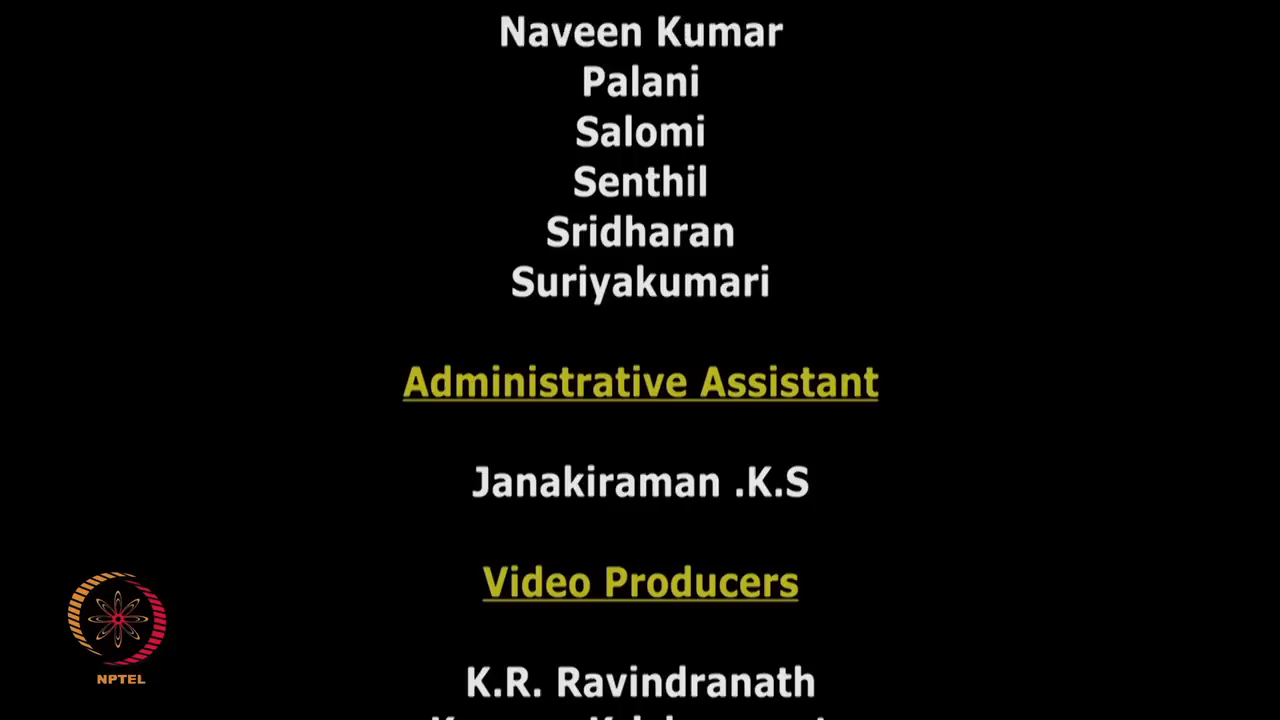 Naveen Kumar
Palani
Salomi
Senthil
Sridharan
Suriyakumari
Administrative Assistant
Janakiraman .K.S
Video Producers
K.R. Ravindranath
NPTEL